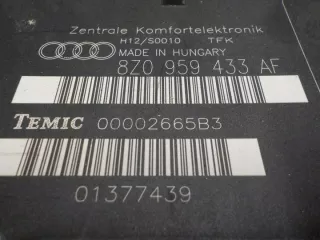 Zentrale Komfortelektronik
H12/S0010 TFK
MADE IN HUNGARY
8Z0 959 433 AF
TEMIC 00002665B3
01377439